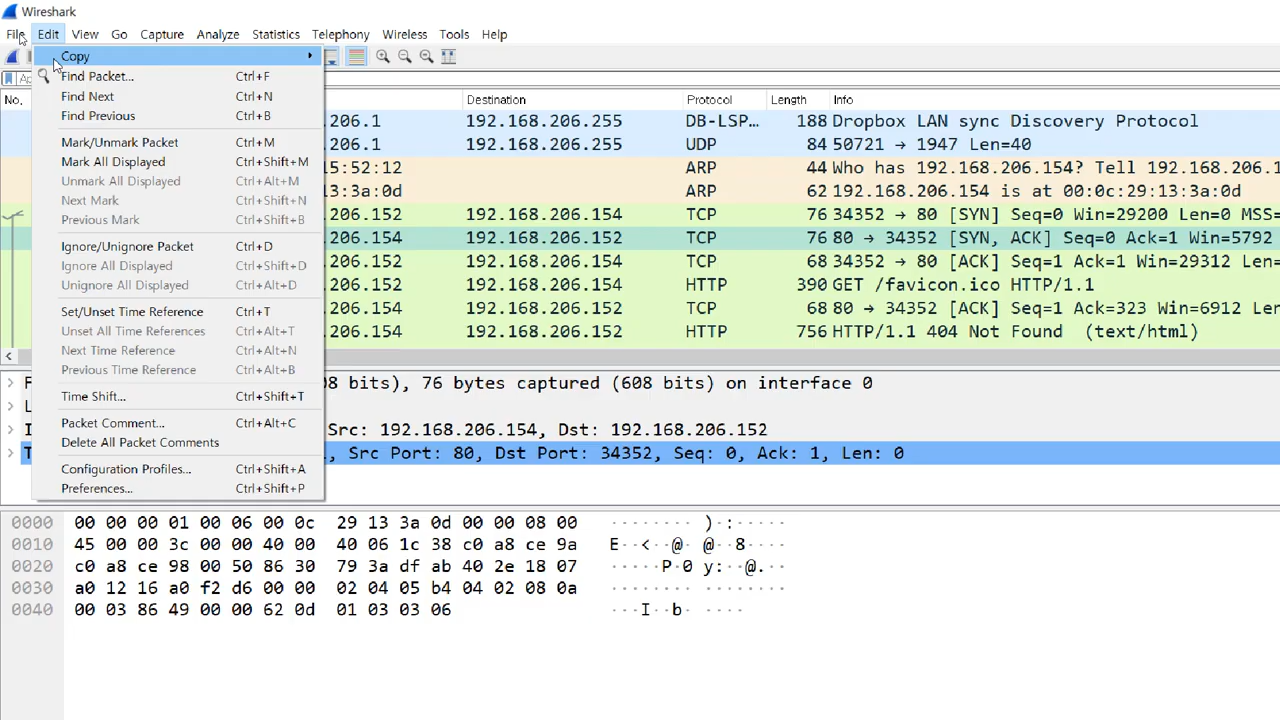 Wireshark
File Edit View Go Capture Analyze Statistics Telephony Wireless Tools Help
Copy
Find Packet... Ctrl+F
Find Next Ctrl+N
Find Previous Ctrl+B
Mark/Unmark Packet Ctrl+M
Mark All Displayed Ctrl+Shift+M
Unmark All Displayed Ctrl+Alt+M
Next Mark Ctrl+Shift+N
Previous Mark Ctrl+Shift+B
Ignore/Unignore Packet Ctrl+D
Ignore All Displayed Ctrl+Shift+D
Unignore All Displayed Ctrl+Alt+D
Set/Unset Time Reference Ctrl+T
Unset All Time References Ctrl+Alt+T
Next Time Reference Ctrl+Alt+N
Previous Time Reference Ctrl+Alt+B
Time Shift... Ctrl+Shift+T
Packet Comment... Ctrl+Alt+C
Delete All Packet Comments
Configuration Profiles... Ctrl+Shift+A
Preferences... Ctrl+Shift+P
No. Destination Protocol Length Info
.206.1 192.168.206.255 DB-LSP… 188 Dropbox LAN sync Discovery Protocol
.206.1 192.168.206.255 UDP 84 50721 → 1947 Len=40
15:52:12 ARP 44 Who has 192.168.206.154? Tell 192.168.206.1
13:3a:0d ARP 62 192.168.206.154 is at 00:0c:29:13:3a:0d
.206.152 192.168.206.154 TCP 76 34352 → 80 [SYN] Seq=0 Win=29200 Len=0 MSS=
.206.154 192.168.206.152 TCP 76 80 → 34352 [SYN, ACK] Seq=0 Ack=1 Win=5792
.206.152 192.168.206.154 TCP 68 34352 → 80 [ACK] Seq=1 Ack=1 Win=29312 Len=
.206.152 192.168.206.154 HTTP 390 GET /favicon.ico HTTP/1.1
.206.154 192.168.206.152 TCP 68 80 → 34352 [ACK] Seq=1 Ack=323 Win=6912 Len=
.206.154 192.168.206.152 HTTP 756 HTTP/1.1 404 Not Found (text/html)
08 bits), 76 bytes captured (608 bits) on interface 0
Src: 192.168.206.154, Dst: 192.168.206.152
, Src Port: 80, Dst Port: 34352, Seq: 0, Ack: 1, Len: 0
0000 00 00 00 01 00 06 00 0c 29 13 3a 0d 00 00 08 00 ········ ):·····
0010 45 00 00 3c 00 00 40 00 40 06 1c 38 c0 a8 ce 9a E··<··@· @··8····
0020 c0 a8 ce 98 00 50 86 30 79 3a df ab 40 2e 18 07 ·····P·0 y:··@.··
0030 a0 12 16 a0 f2 d6 00 00 02 04 05 b4 04 02 08 0a ········ ········
0040 00 03 86 49 00 00 62 0d 01 03 03 06 ···I··b· ····